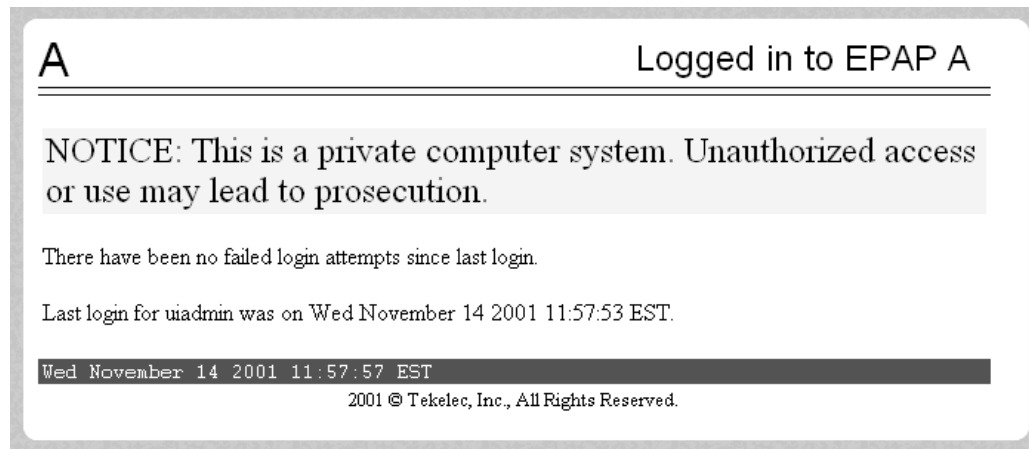 A
Logged in to EPAP A
NOTICE: This is a private computer system. Unauthorized access
or use may lead to prosecution.
There have been no failed login attempts since last login.
Last login for uiadmin was on Wed November 14 2001 11:57:53 EST.
Wed November 14 2001 11:57:57 EST
2001 © Tekelec, Inc., All Rights Reserved.